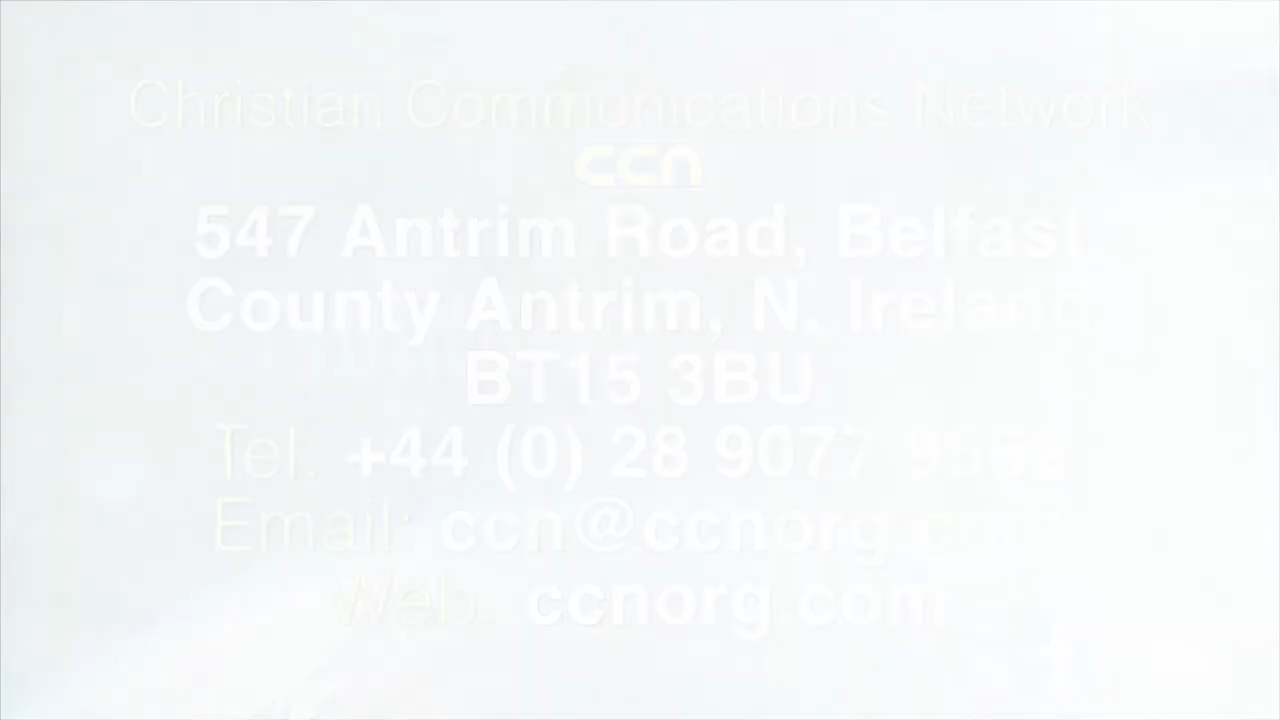 Christian Communications Network
ccn
547 Antrim Road, Belfast,
County Antrim, N. Ireland,
BT15 3BU
Tel. +44 (0) 28 9077
Email: ccn@ccnorg.com
Web. ccnorg.com